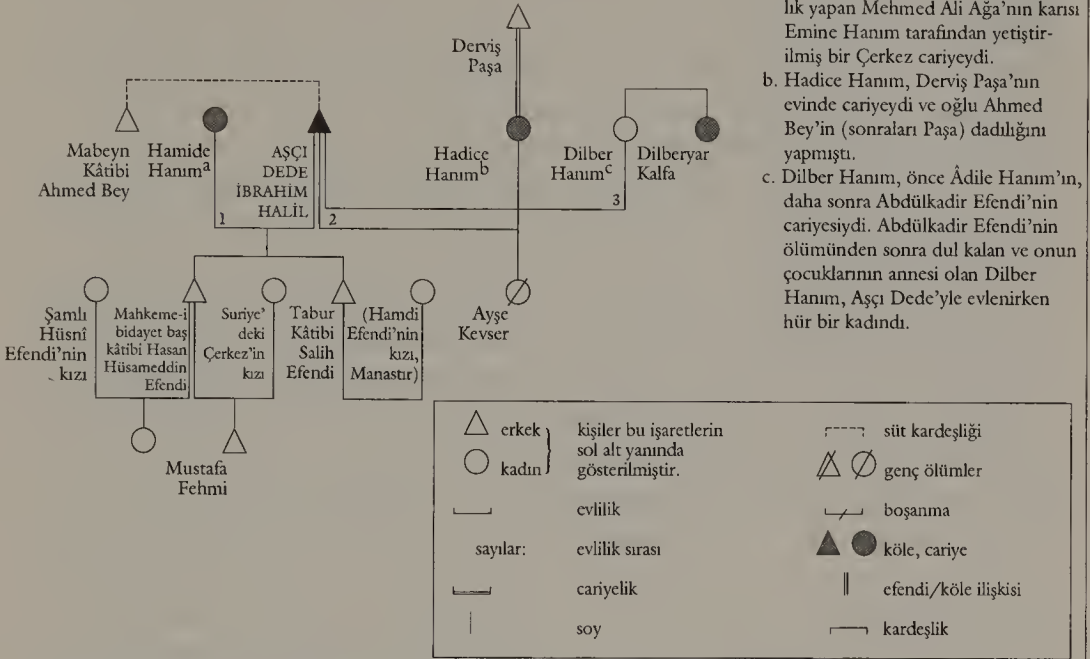 lık yapan Mehmed Ali Ağa’nın karısı
Emine Hanım tarafından yetiştir-
ilmiş bir Çerkez cariyeydi.
b. Hadice Hanım, Derviş Paşa’nın
evinde cariyeydi ve oğlu Ahmed
Bey’in (sonraları Paşa) dadılığını
yapmıştı.
c. Dilber Hanım, önce Âdile Hanım’ın,
daha sonra Abdülkadir Efendi’nin
cariyesiydi. Abdülkadir Efendi’nin
ölümünden sonra dul kalan ve onun
çocuklarının annesi olan Dilber
Hanım, Aşçı Dede’yle evlenirken
hür bir kadındı.
Derviş
Paşa
Mabeyn
Kâtibi
Ahmed Bey
Hamide
Hanımᵃ
AŞÇI
DEDE
İBRAHİM
HALİL
Hadice
Hanımᵇ
Dilber
Hanımᶜ
Dilberyar
Kalfa
1
2
3
Şamlı
Hüsnî
Efendi’nin
kızı
Mahkeme-i
bidayet baş
kâtibi Hasan
Hüsameddin
Efendi
Suriye’
deki
Çerkez’in
kızı
Tabur
Kâtibi
Salih
Efendi
(Hamdi
Efendi’nin
kızı,
Manastır)
Ayşe
Kevser
Mustafa
Fehmi
erkek
kadın
kişiler bu işaretlerin
sol alt yanında
gösterilmiştir.
evlilik
sayılar: evlilik sırası
cariyelik
soy
süt kardeşliği
genç ölümler
boşanma
köle, cariye
efendi/köle ilişkisi
kardeşlik